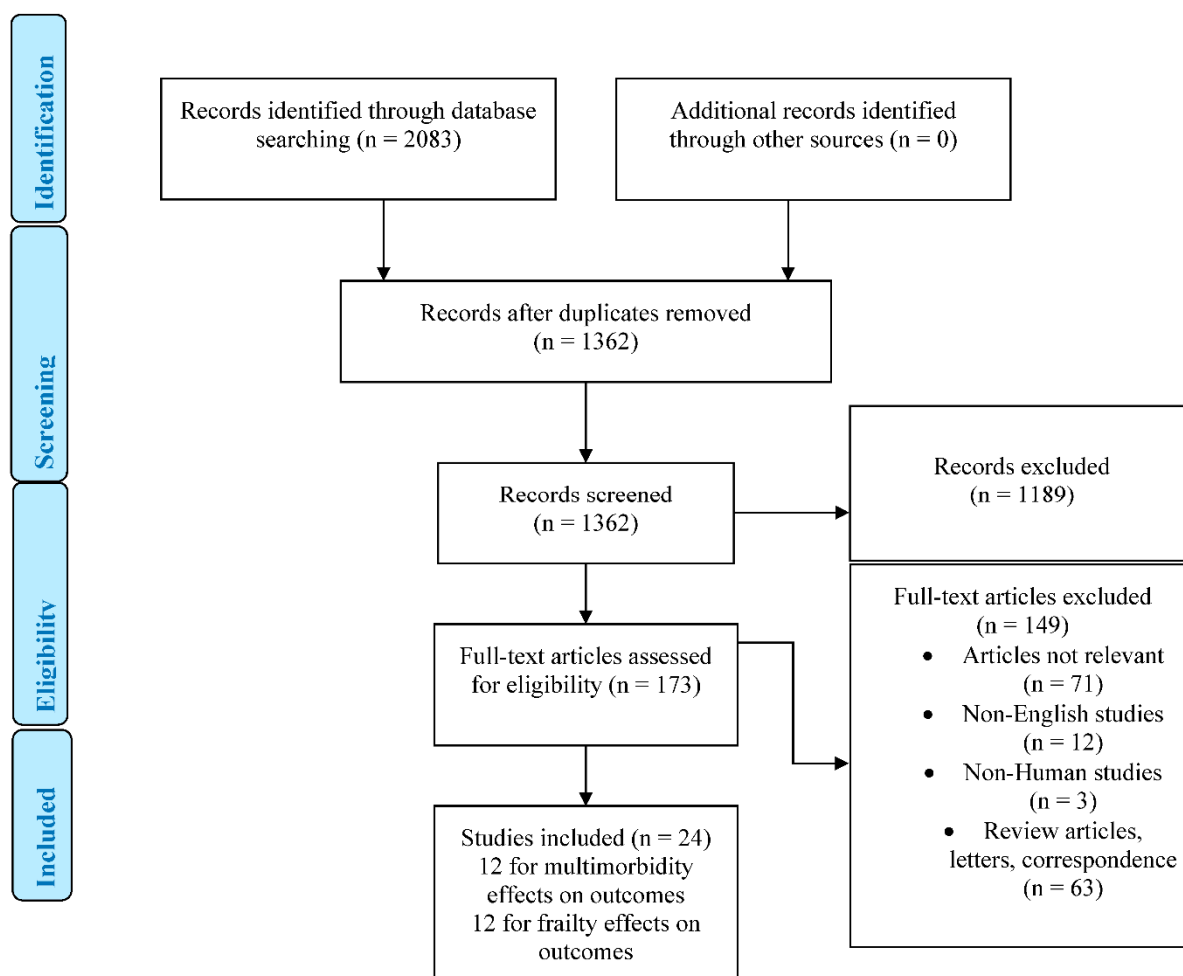 Identification
Records identified through database
searching (n = 2083)
Additional records identified
through other sources (n = 0)
Screening
Records after duplicates removed
(n = 1362)
Records screened
(n = 1362)
Records excluded
(n = 1189)
Eligibility
Full-text articles assessed
for eligibility (n = 173)
Full-text articles excluded
(n = 149)
• Articles not relevant
(n = 71)
• Non-English studies
(n = 12)
• Non-Human studies
(n = 3)
• Review articles,
letters, correspondence
(n = 63)
Included
Studies included (n = 24)
12 for multimorbidity
effects on outcomes
12 for frailty effects on
outcomes